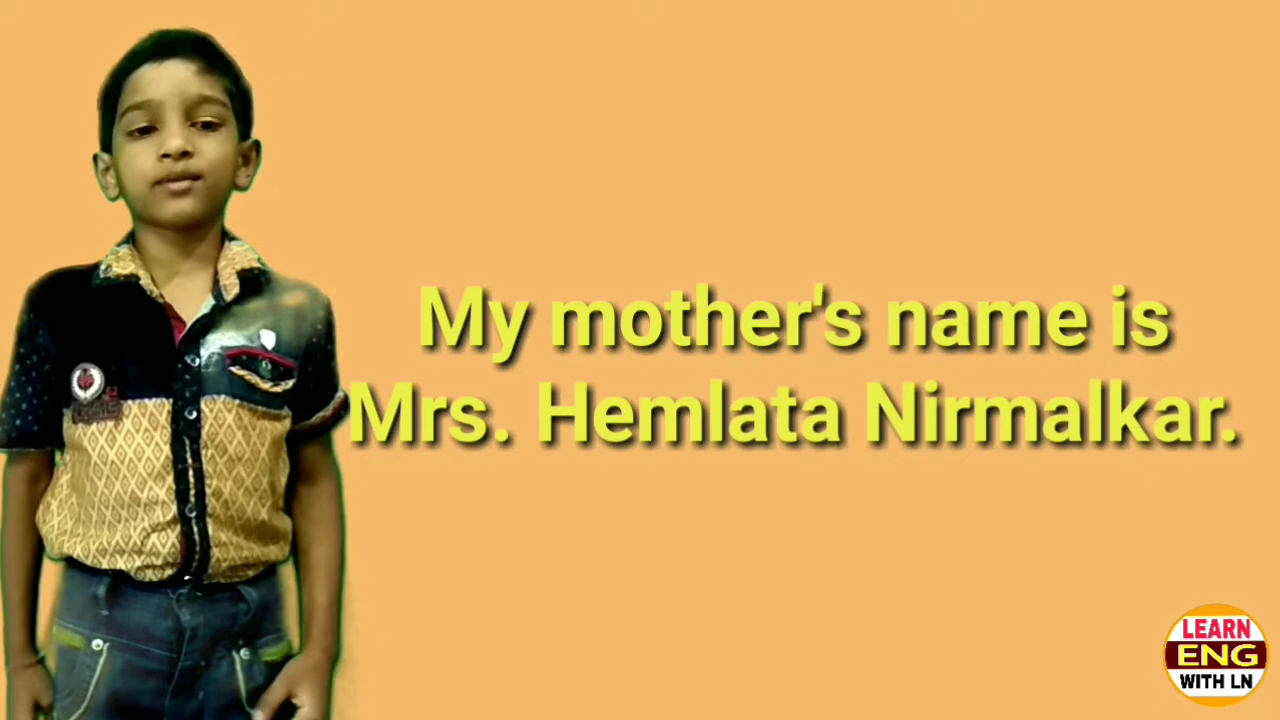 My mother's name is
Mrs. Hemlata Nirmalkar.
LEARN
ENG
WITH LN